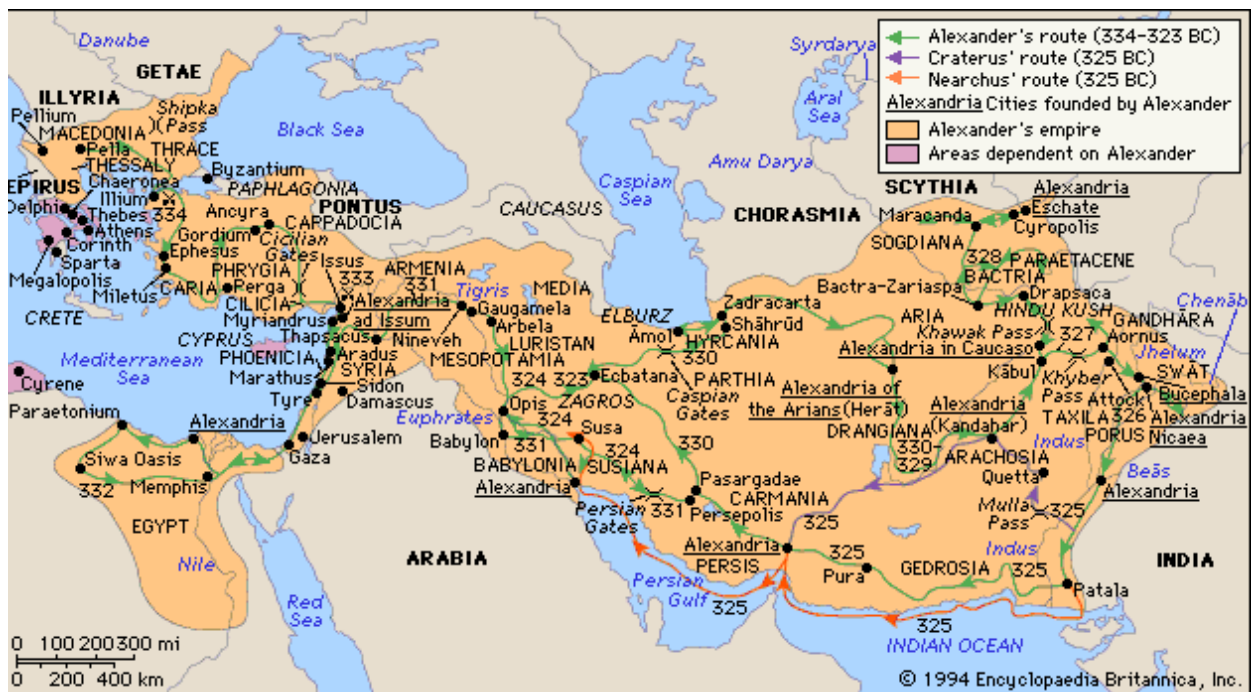 Alexander's route (334–323 BC)
Craterus' route (325 BC)
Nearchus' route (325 BC)
Alexandria Cities founded by Alexander
Alexander's empire
Areas dependent on Alexander
Danube
GETAE
ILLYRIA
Shipka
Pass
Pellium
MACEDONIA
Pella
THRACE
THESSALY
Byzantium
Black Sea
EPIRUS
Chaeronea
PAPHLAGONIA
Illium
334
PONTUS
CAUCASUS
Delphi
Thebes
Ancyra
CAPPADOCIA
Athens
Gordium
Cicilian
Gates
Corinth
Ephesus
Sparta
Megalopolis
Miletus
PHRYGIA
Issus
333
CARIA
Perga
CILICIA
ARMENIA
331
Tigris
MEDIA
Alexandria
ad Issum
Gaugamela
Myriandrus
Arbela
CRETE
CYPRUS
Thapsacus
Nineveh
LURISTAN
MESOPOTAMIA
Mediterranean
Sea
PHOENICIA
Aradus
SYRIA
Marathus
Sidon
Tyre
Damascus
Cyrene
Paraetonium
Alexandria
Jerusalem
Gaza
Siwa Oasis
332
Memphis
EGYPT
Nile
Red
Sea
ARABIA
Euphrates
324
323
Ecbatana
Opis
ZAGROS
324
Babylon
331
Susa
324
BABYLONIA
SUSIANA
Alexandria
330
Pasargadae
CARMANIA
Persian
Gates
331
Persepolis
Alexandria
PERSIS
Persian
Gulf
325
Caspian
Sea
Aral
Sea
Syrdarya
Amu Darya
CHORASMIA
SCYTHIA
ELBURZ
Zadracarta
Āmol
Shāhrūd
HYRCANIA
330
PARTHIA
Caspian
Gates
Maracanda
Alexandria
Eschate
Cyropolis
SOGDIANA
328
PARAETACENE
BACTRIA
Bactra-Zariaspa
Drapsaca
ARIA
HINDU KUSH
Chenāb
Khawak Pass
327
GANDHĀRA
Aornus
Alexandria in Caucaso
Kābul
Khyber
Pass
Jhelum
SWĀT
Alexandria of
the Arians (Herāt)
Alexandria
(Kandahar)
Attock
Bucephala
TAXILA
326
Alexandria
Nicaea
PORUS
DRANGIANA
330–
329
Indus
ARACHOSIA
Quetta
Beās
Alexandria
Mulla
Pass
325
325
Indus
325
Pura
GEDROSIA
325
INDIA
Patala
325
INDIAN OCEAN
0 100 200 300 mi
0 200 400 km
© 1994 Encyclopaedia Britannica, Inc.